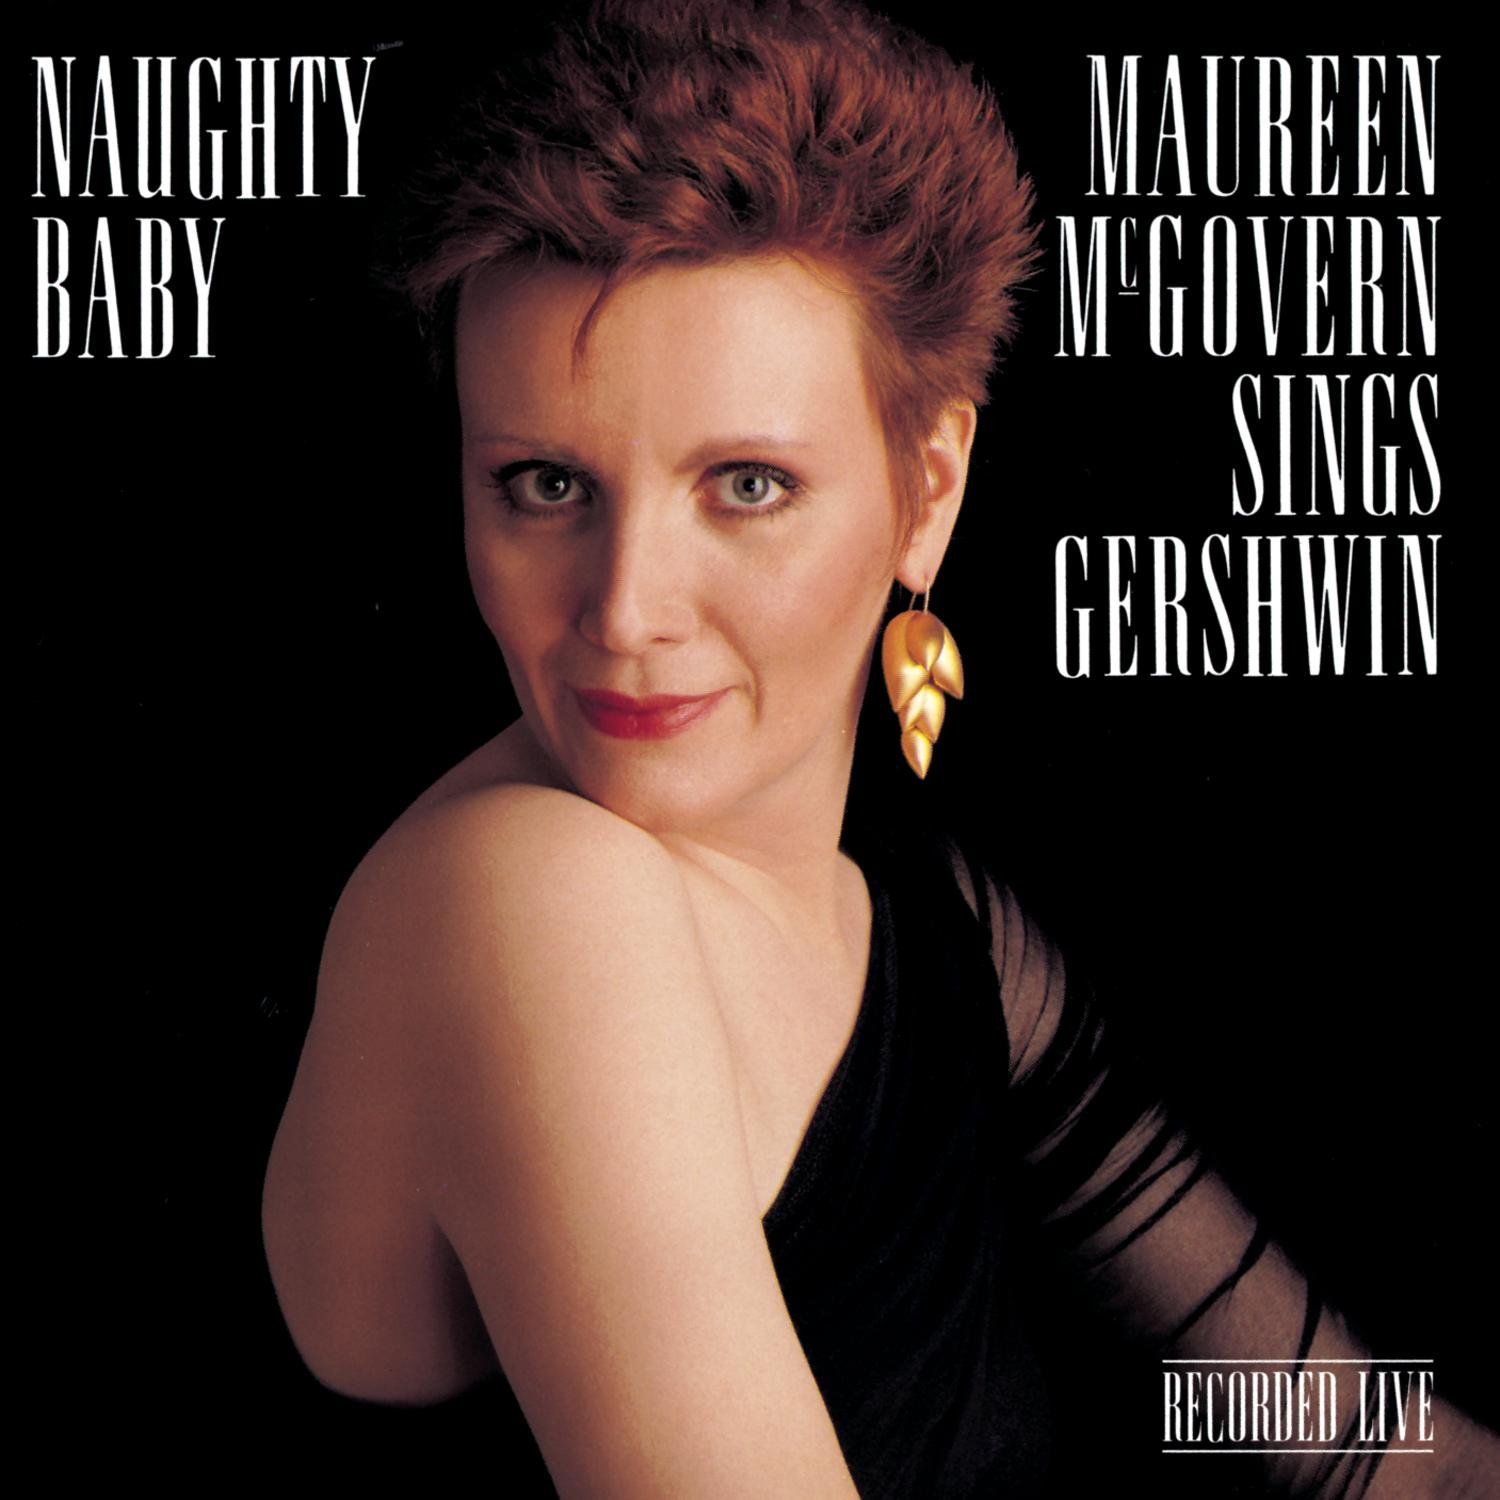 NAUGHTY
BABY
MAUREEN
McGOVERN
SINGS
GERSHWIN
RECORDED LIVE